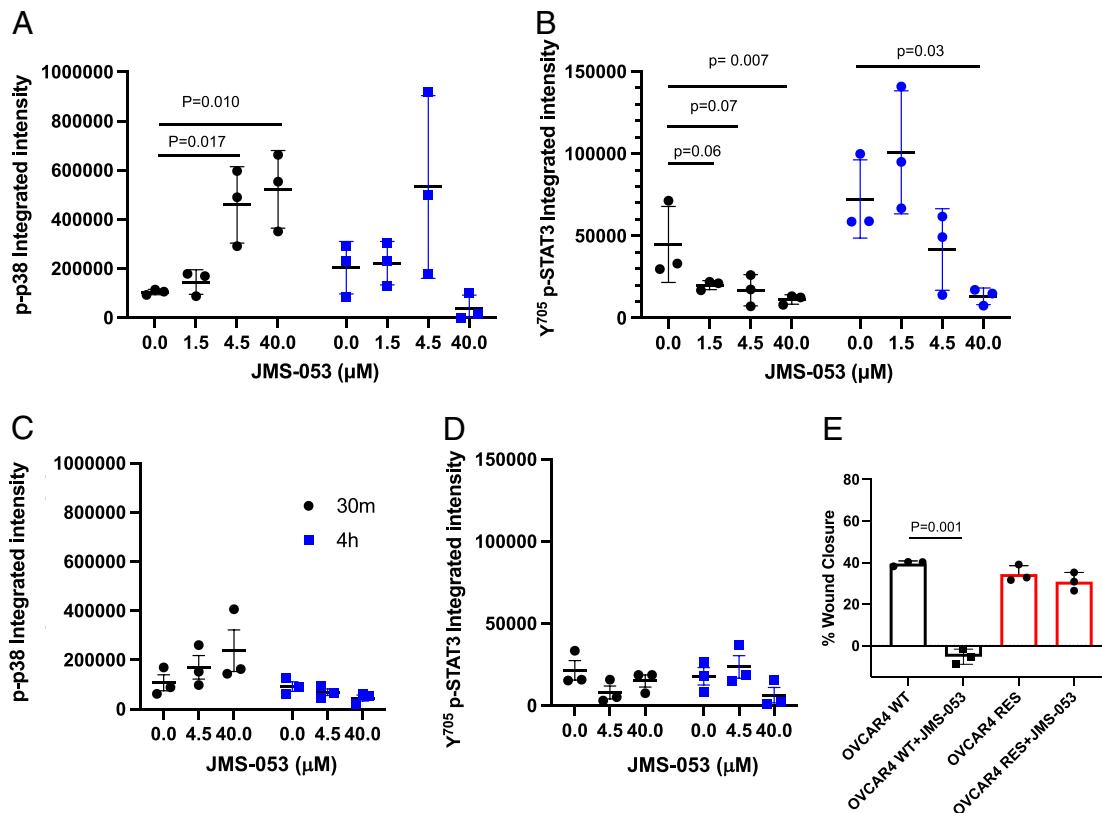 A
p-p38 Integrated intensity
1000000
800000
600000
400000
200000
0
P=0.010
P=0.017
0.0 1.5 4.5 40.0 0.0 1.5 4.5 40.0
JMS-053 (µM)
B
Y705 p-STAT3 Integrated intensity
150000
100000
50000
0
p= 0.007
p=0.07
p=0.06
p=0.03
0.0 1.5 4.5 40.0 0.0 1.5 4.5 40.0
JMS-053 (µM)
C
p-p38 Integrated intensity
1000000
800000
600000
400000
200000
0
30m
4h
0.0 4.5 40.0 0.0 4.5 40.0
JMS-053 (µM)
D
Y705 p-STAT3 Integrated intensity
150000
100000
50000
0
0.0 4.5 40.0 0.0 4.5 40.0
JMS-053 (µM)
E
% Wound Closure
80
60
40
20
0
-20
P=0.001
OVCAR4 WT
OVCAR4 WT+JMS-053
OVCAR4 RES
OVCAR4 RES+JMS-053